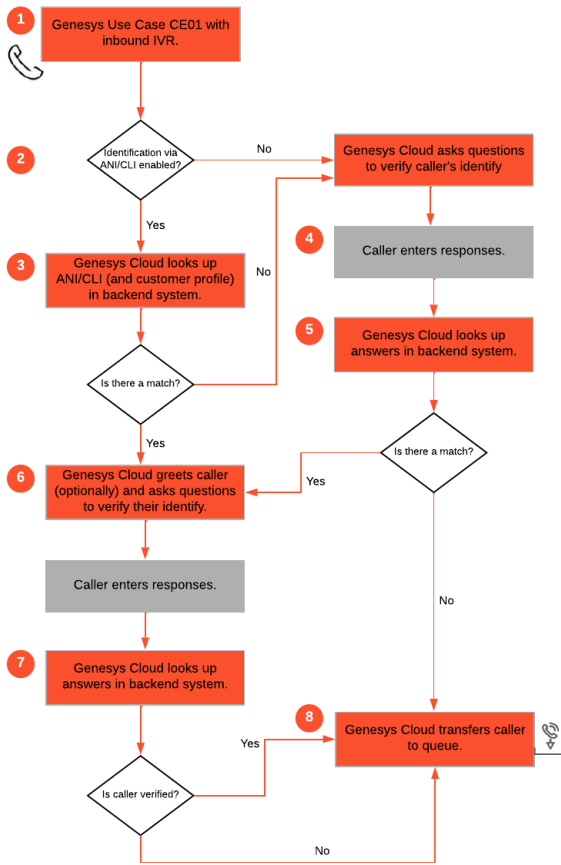 1
Genesys Use Case CE01 with
inbound IVR.
2
Identification via
ANI/CLI enabled?
No
Genesys Cloud asks questions
to verify caller's identify
Yes
3
Genesys Cloud looks up
ANI/CLI (and customer profile)
in backend system.
No
4
Caller enters responses.
5
Genesys Cloud looks up
answers in backend system.
Is there a match?
Yes
Is there a match?
Yes
6
Genesys Cloud greets caller
(optionally) and asks questions
to verify their identify.
Caller enters responses.
No
7
Genesys Cloud looks up
answers in backend system.
8
Genesys Cloud transfers caller
to queue.
Yes
Is caller verified?
No